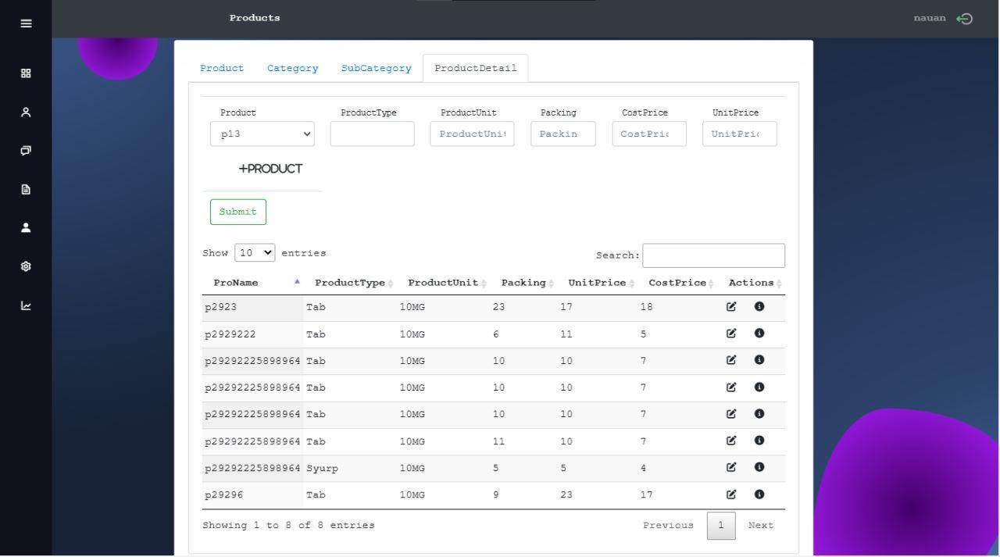 Products
nauan
Product Category SubCategory ProductDetail
Product ProductType ProductUnit Packing CostPrice UnitPrice
p13 ProductUnit Packin CostPric UnitPric
+PRODUCT
Submit
Show 10 entries
Search:
ProName ProductType ProductUnit Packing UnitPrice CostPrice Actions
p2923 Tab 10MG 23 17 18
p2929222 Tab 10MG 6 11 5
p29292225898964 Tab 10MG 10 10 7
p29292225898964 Tab 10MG 10 10 7
p29292225898964 Tab 10MG 10 10 7
p29292225898964 Tab 10MG 11 10 7
p29292225898964 Syurp 10MG 5 5 4
p29296 Tab 10MG 9 23 17
Showing 1 to 8 of 8 entries
Previous 1 Next